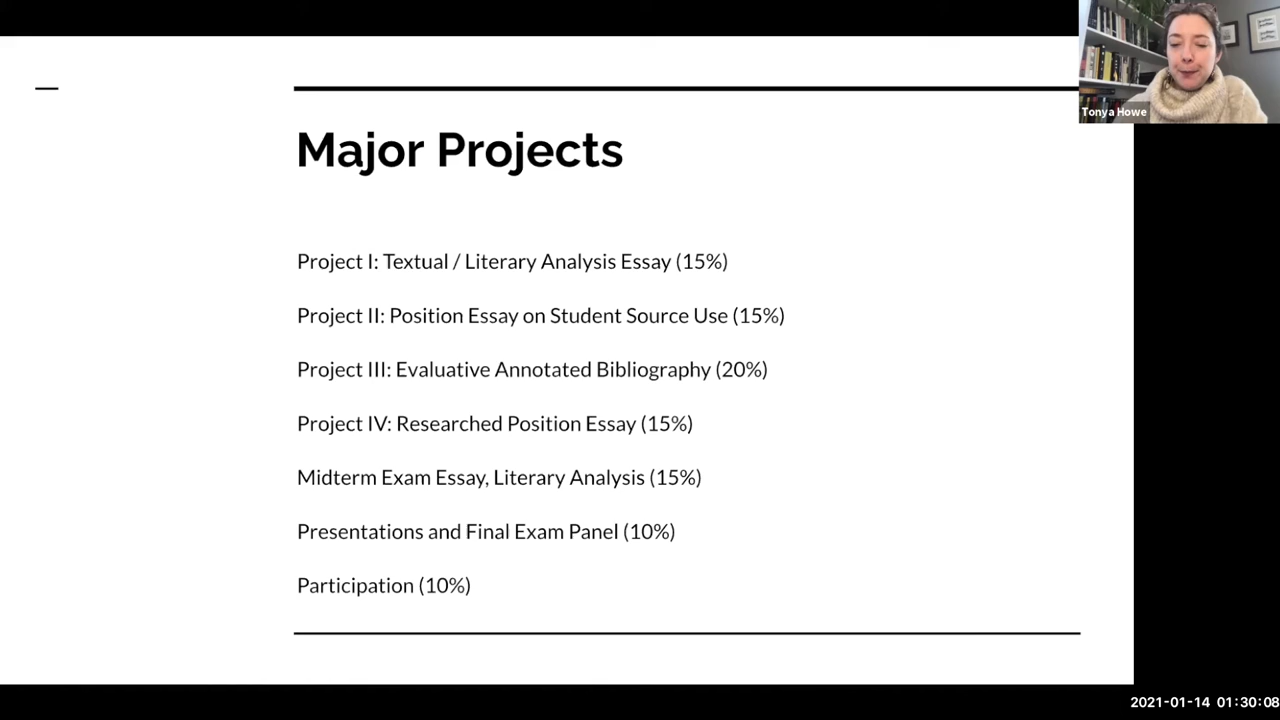 Tonya Howe
Major Projects
Project I: Textual / Literary Analysis Essay (15%)
Project II: Position Essay on Student Source Use (15%)
Project III: Evaluative Annotated Bibliography (20%)
Project IV: Researched Position Essay (15%)
Midterm Exam Essay, Literary Analysis (15%)
Presentations and Final Exam Panel (10%)
Participation (10%)
2021-01-14 01:30:08